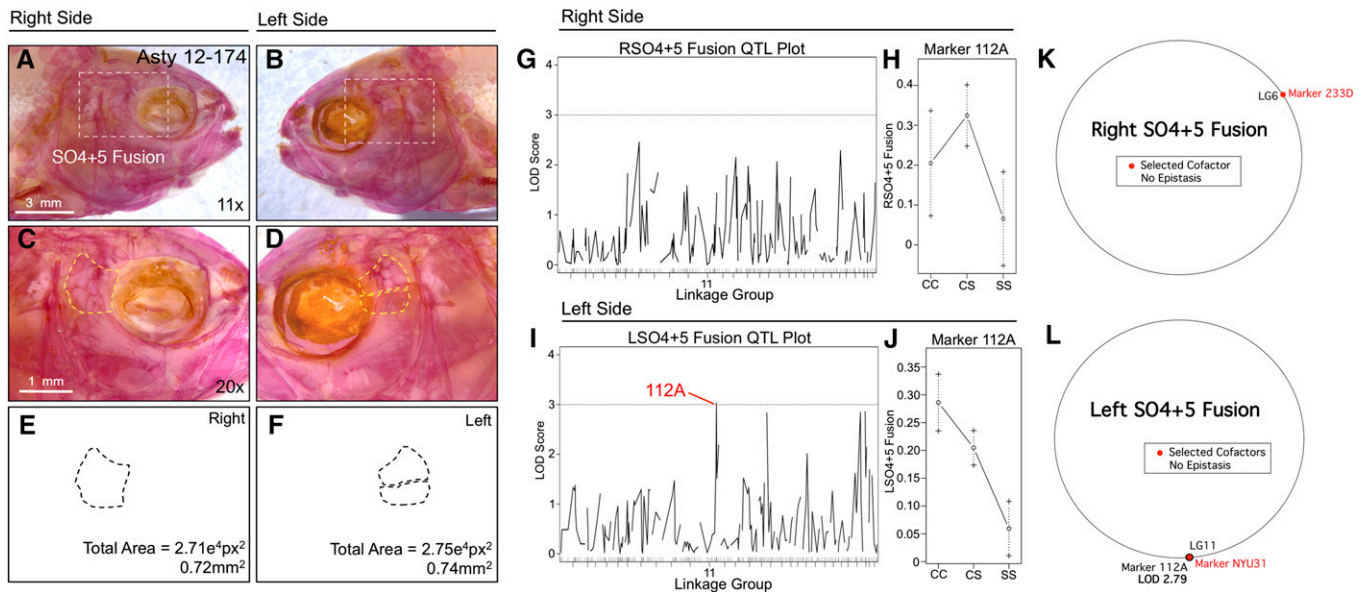 Right Side
Left Side
A
Asty 12-174
SO4+5 Fusion
3 mm
11x
B
C
1 mm
20x
D
E
Right
Total Area = 2.71e⁴px²
0.72mm²
F
Left
Total Area = 2.75e⁴px²
0.74mm²
Right Side
G
RSO4+5 Fusion QTL Plot
LOD Score
4
3
2
1
0
11
Linkage Group
H
Marker 112A
RSO4+5 Fusion
0.4
0.3
0.2
0.1
0
CC CS SS
Left Side
I
LSO4+5 Fusion QTL Plot
112A
LOD Score
4
3
2
1
0
11
Linkage Group
J
Marker 112A
LSO4+5 Fusion
0.35
0.30
0.25
0.20
0.15
0.10
0.05
0
CC CS SS
K
LG6
Marker 233D
Right SO4+5 Fusion
Selected Cofactor
No Epistasis
L
Left SO4+5 Fusion
Selected Cofactors
No Epistasis
LG11
Marker 112A
Marker NYU31
LOD 2.79